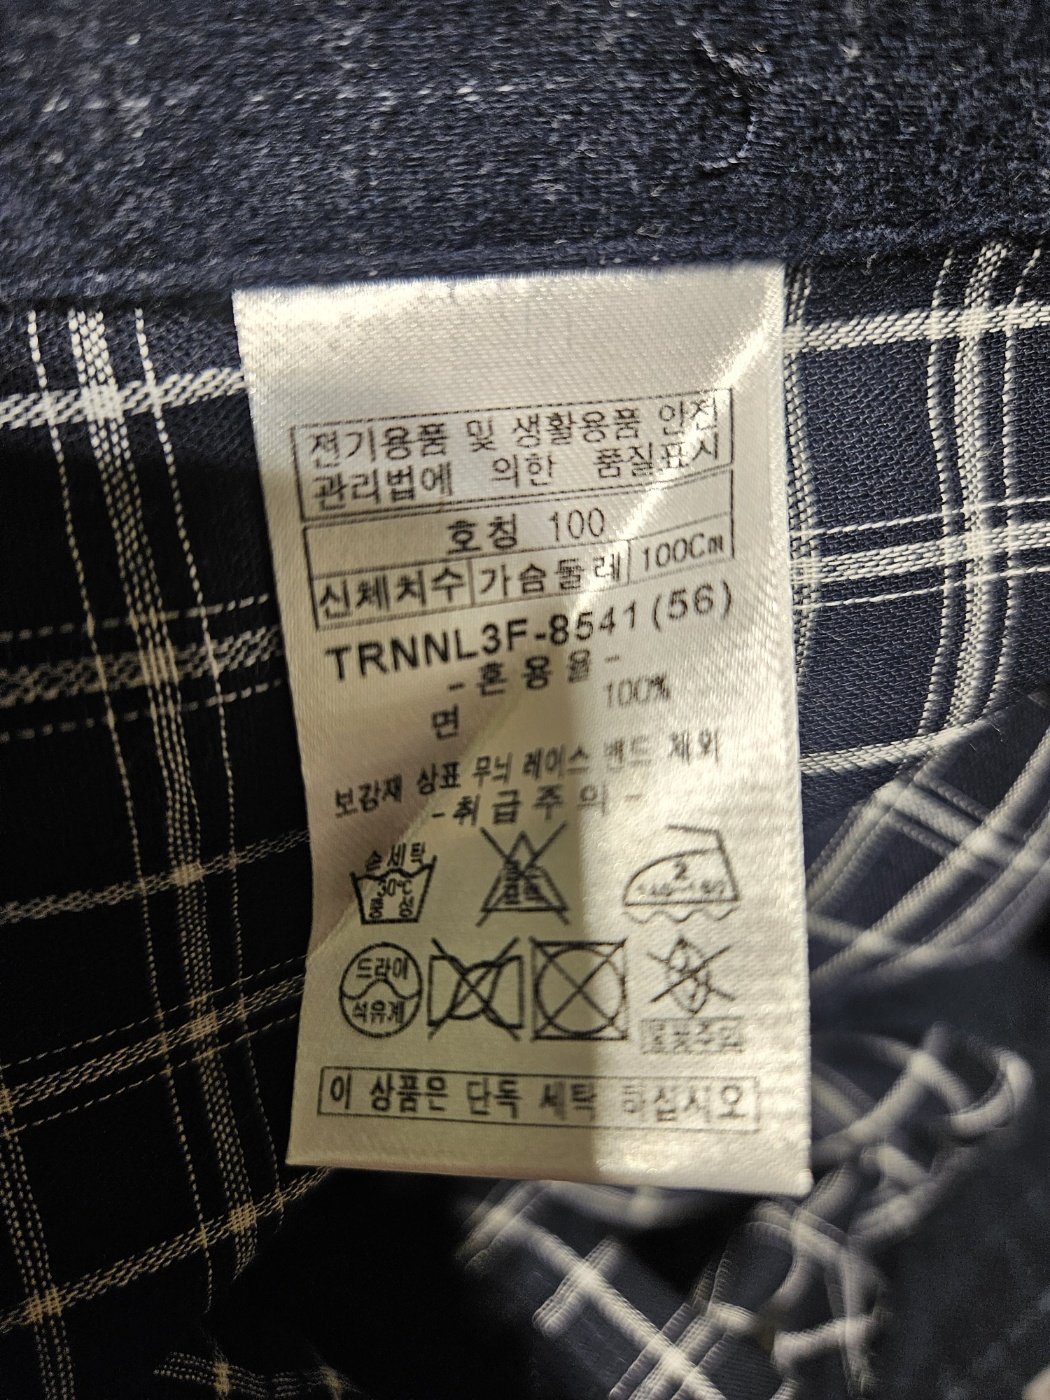 전기용품 및 생활용품 안전
관리법에 의한 품질표시
호칭 100
신체치수 가슴둘레 100Cm
TRNNL3F-8541(56)
-혼용율-
면 100%
보강재 상표 무늬 레이스 밴드 제외
-취급주의-
손세탁
30℃
2
드라이
석유계
이 상품은 단독 세탁 하십시오